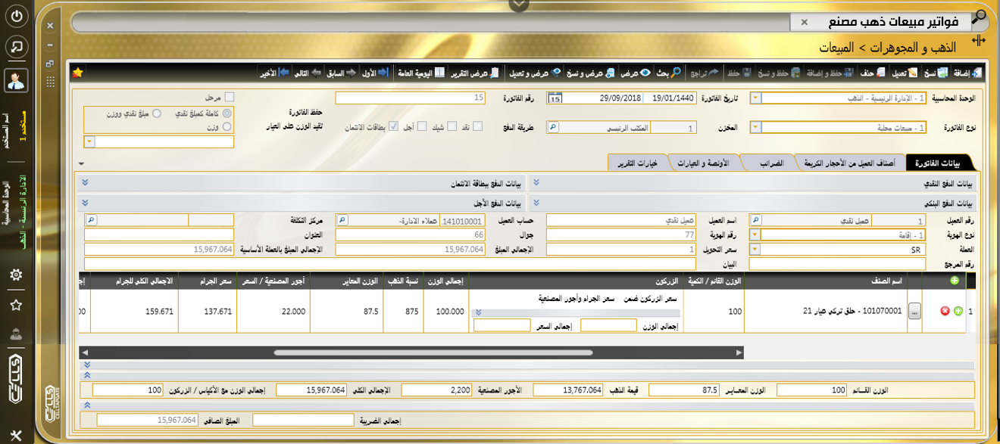 فواتير مبيعات ذهب مصنع
الذهب و المجوهرات > المبيعات
إضافة نسخ تعديل حذف حفظ و إضافة حفظ و نسخ حفظ تراجع بحث عرض عرض و نسخ عرض و تعديل عرض التقرير اليومية العامة الأول السابق التالي الأخير
الوحدة المحاسبية 1 - الإدارة الرئيسية - الذهب تاريخ الفاتورة 19/01/1440 29/09/2018 15 رقم الفاتورة 15 مرحل
حفظ الفاتورة كاملة كمبلغ نقدي مبلغ نقدي ووزن
نوع الفاتورة 1 - مبيعات محلية المخزن 1 المكتب الرئيسي طريقة الدفع نقد شيك آجل بطاقات الائتمان تقيد الوزن على العيار وزن
بيانات الفاتورة أصناف العميل من الأحجار الكريمة الضرائب الأونصة و العيارات خيارات التقرير
بيانات الدفع النقدي بيانات الدفع ببطاقة الائتمان
بيانات الدفع البنكي بيانات الدفع الآجل
رقم العميل 1 عميل نقدي اسم العميل عميل نقدي حساب العميل 141010001. عملاء الادارة- مركز التكلفة
نوع الهوية 1 - إقامة رقم الهوية 77 جوال 66 العنوان
العملة SR سعر التحويل 1 الإجمالي المبلغ 15,967.064 الإجمالي المبلغ بالعملة الأساسية 15,967.064
رقم المرجع البيان
اسم الصنف الوزن القائم / الكمية الزركون إجمالي الوزن نسبة الذهب الوزن المعاير أجور المصنعية / السعر سعر الجرام الاجمالي الكلي للجرام
سعر الزركون ضمن سعر الجرام وأجور المصنعية
1 ... 101070001 - حلق تركي عيار 21 100 100.000 875 87.5 22.000 137.671 159.671
إجمالي الوزن إجمالي السعر
الوزن القـــائم 100 الوزن المعـــاير 87.5 قيمة الذهب 13,767.064 الأجور المصنعية 2,200 الإجمالي الكلي 15,967.064 إجمالي الوزن مع الأكياس / الزركون 100
إجمالي الضريبة المبلغ الصافي 15,967.064
اسم المستخدم
مستخدم 1
الوحدة المحاسبية
الادارة الرئيسية - الذهب
CELLS
CELLS
CELLTAPGATE